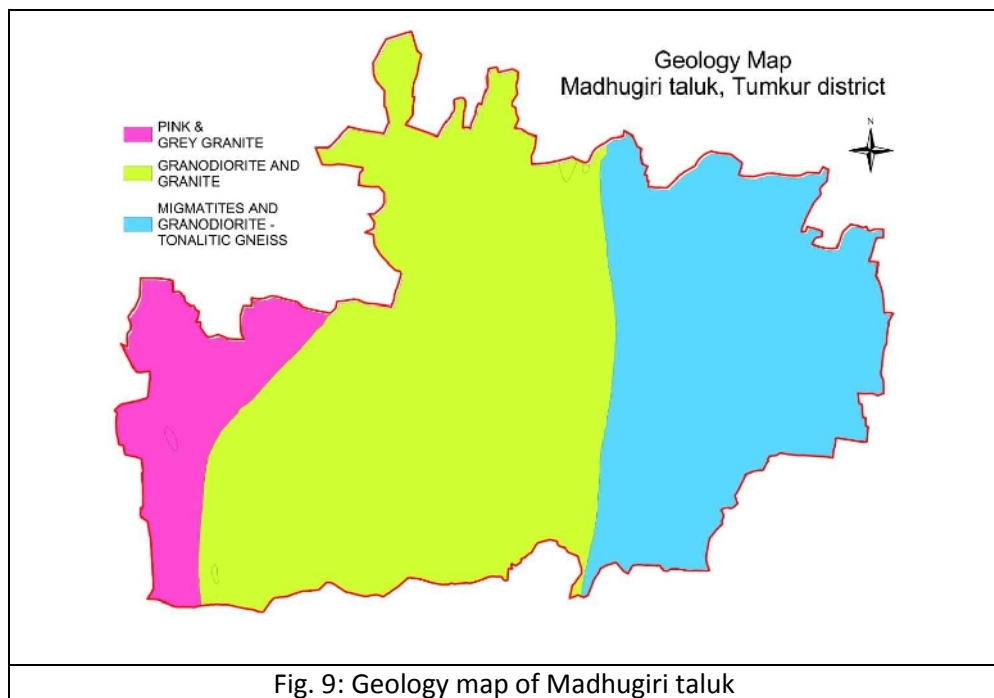 Geology Map
Madhugiri taluk, Tumkur district
N
PINK &
GREY GRANITE
GRANODIORITE AND
GRANITE
MIGMATITES AND
GRANODIORITE -
TONALITIC GNEISS
Fig. 9: Geology map of Madhugiri taluk